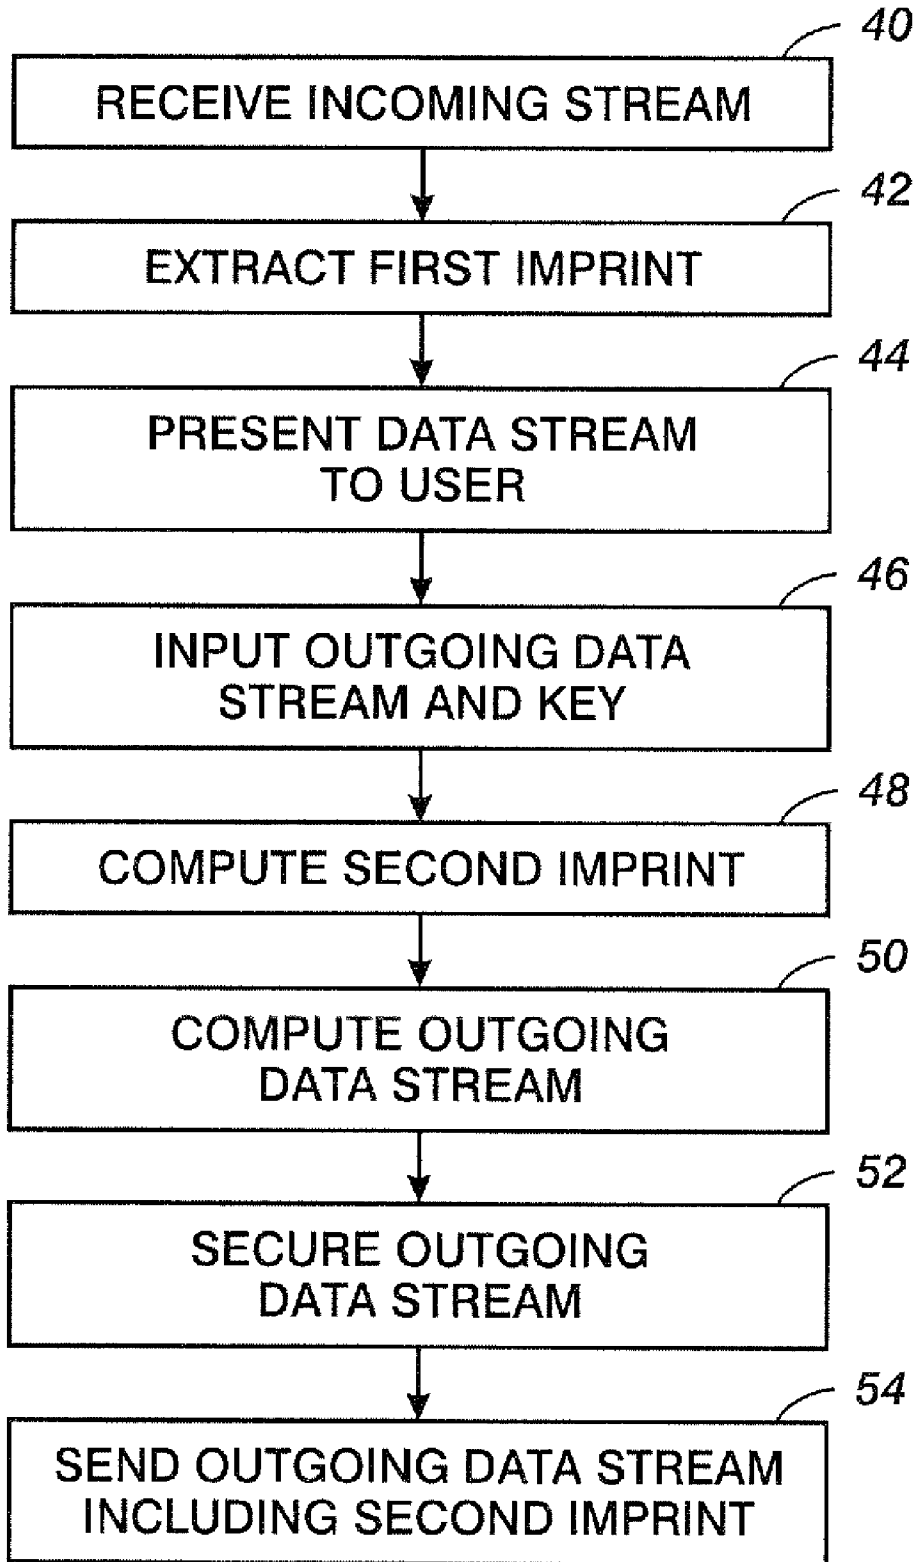 40
RECEIVE INCOMING STREAM
42
EXTRACT FIRST IMPRINT
44
PRESENT DATA STREAM
TO USER
46
INPUT OUTGOING DATA
STREAM AND KEY
48
COMPUTE SECOND IMPRINT
50
COMPUTE OUTGOING
DATA STREAM
52
SECURE OUTGOING
DATA STREAM
54
SEND OUTGOING DATA STREAM
INCLUDING SECOND IMPRINT